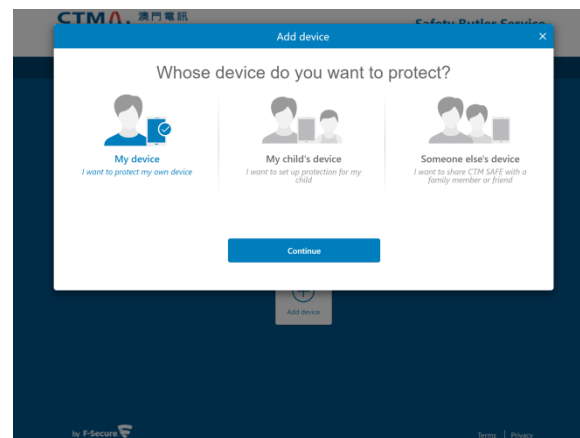 CTM 澳門電訊
Safety Butler Service
Add device
Whose device do you want to protect?
My device
I want to protect my own device
My child's device
I want to set up protection for my
child
Someone else's device
I want to share CTM SAFE with a
family member or friend
Continue
Add device
by F-Secure
Terms | Privacy